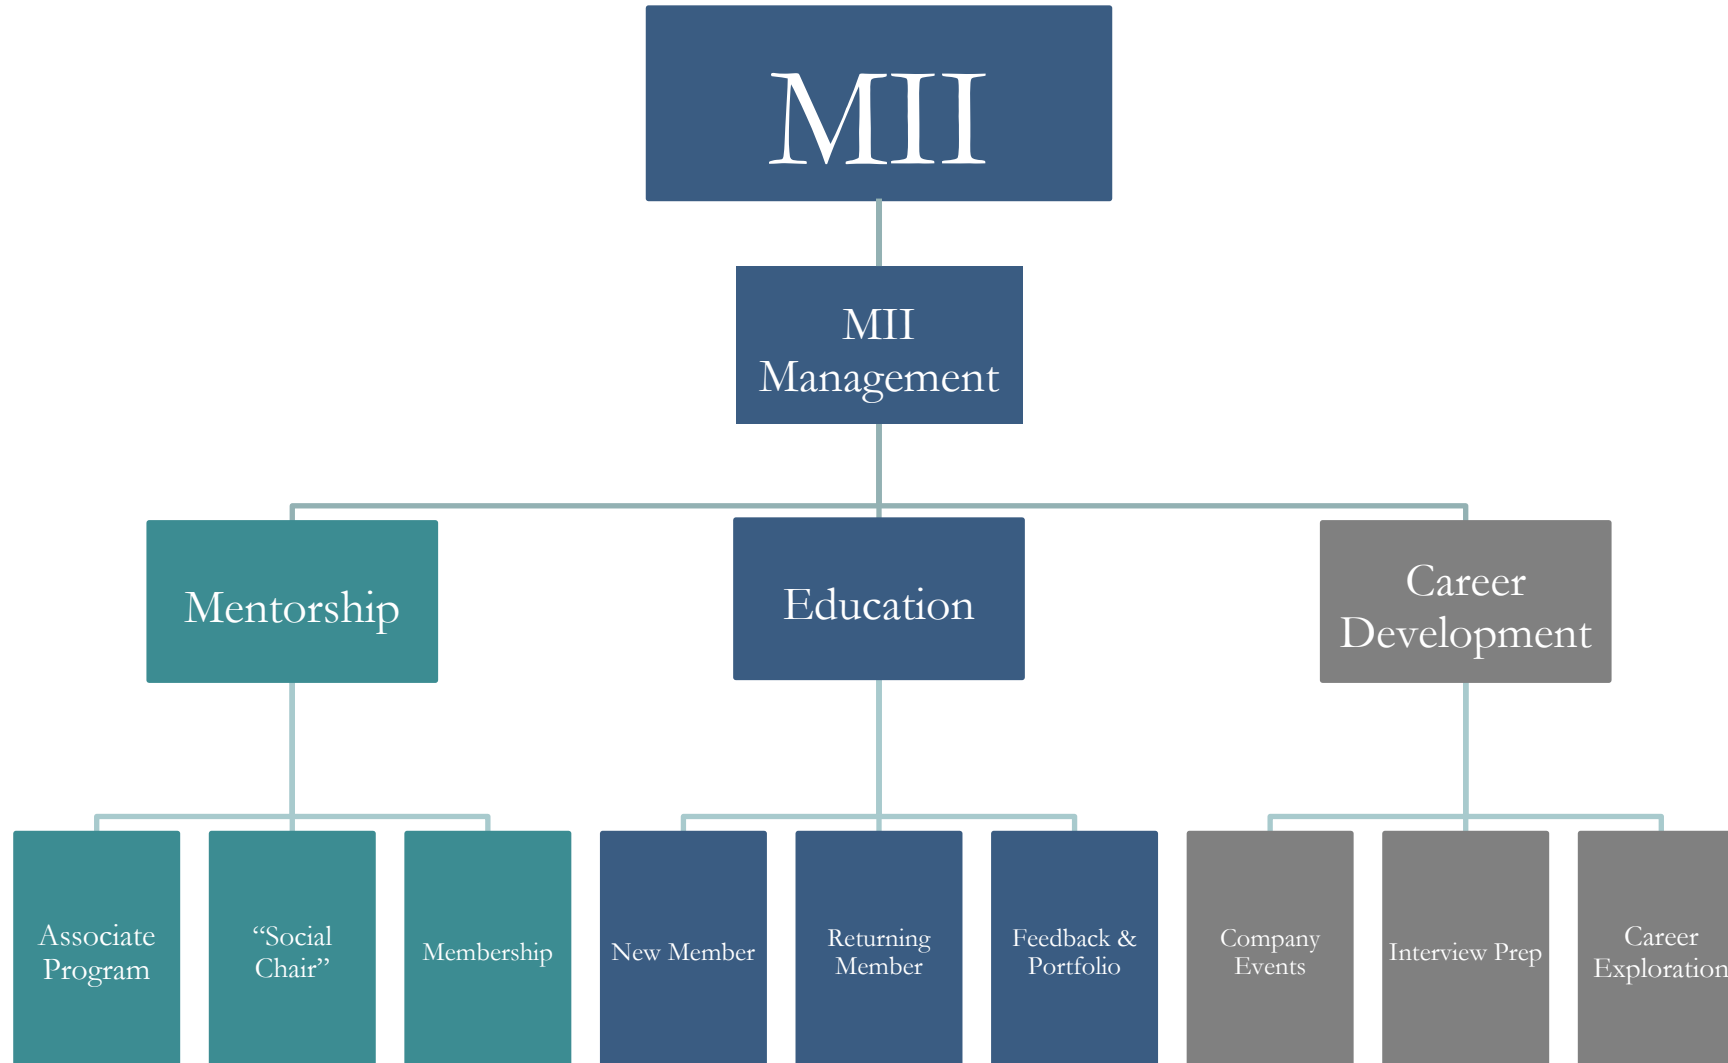 MII
MII
Management
Mentorship
Education
Career
Development
Associate
Program
“Social
Chair”
Membership
New Member
Returning
Member
Feedback &
Portfolio
Company
Events
Interview Prep
Career
Exploration